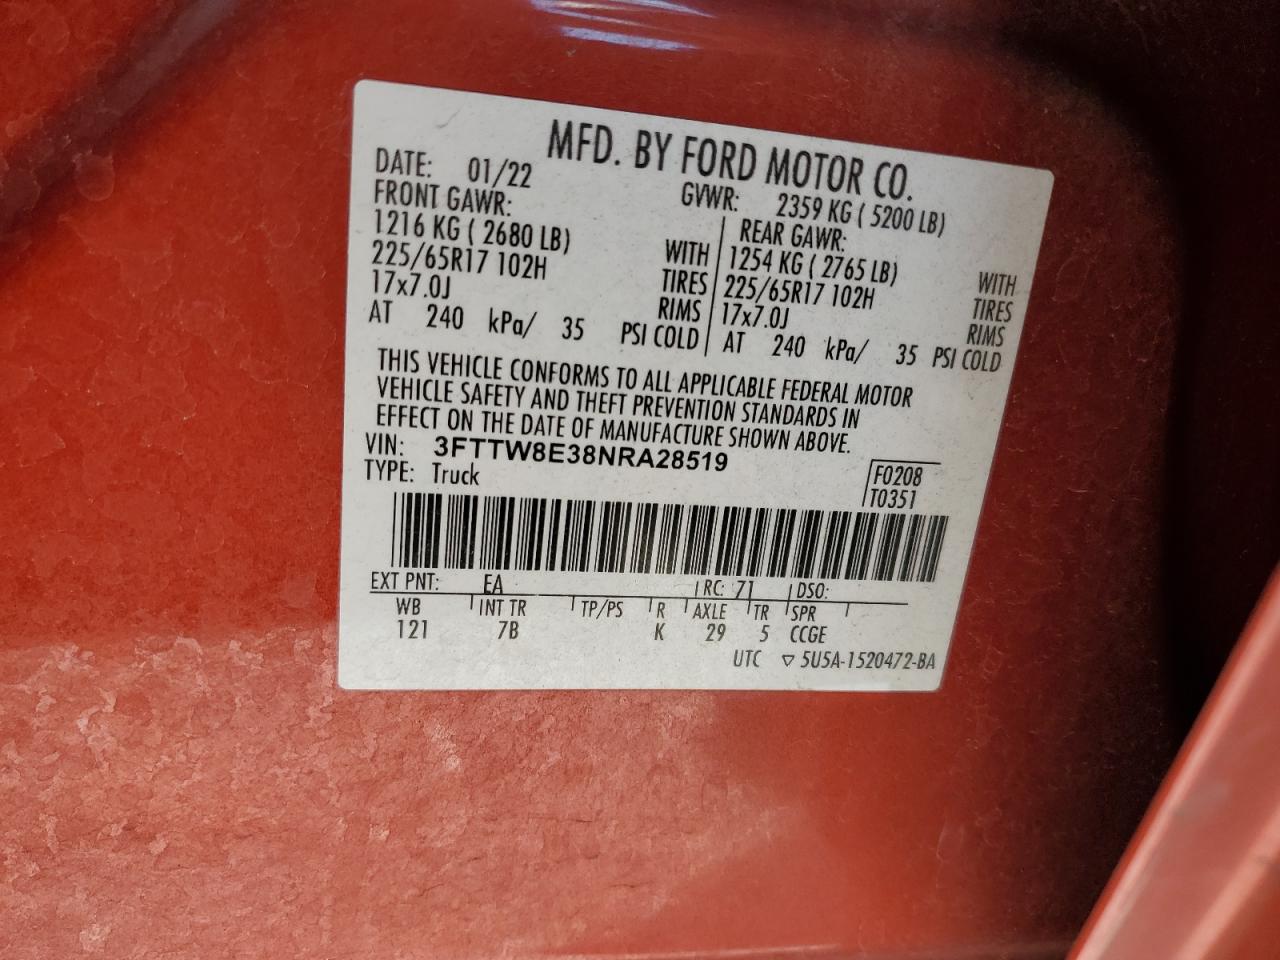 MFD. BY FORD MOTOR CO.
DATE: 01/22 GVWR: 2359 KG ( 5200 LB)
FRONT GAWR: REAR GAWR:
1216 KG ( 2680 LB) WITH 1254 KG ( 2765 LB) WITH
225/65R17 102H TIRES 225/65R17 102H TIRES
17x7.0J RIMS 17x7.0J RIMS
AT 240 kPa/ 35 PSI COLD AT 240 kPa/ 35 PSI COLD
THIS VEHICLE CONFORMS TO ALL APPLICABLE FEDERAL MOTOR
VEHICLE SAFETY AND THEFT PREVENTION STANDARDS IN
EFFECT ON THE DATE OF MANUFACTURE SHOWN ABOVE.
VIN: 3FTTW8E38NRA28519
TYPE: Truck
F0208
T0351
EXT PNT: EA RC: 71 DSO:
WB INT TR TP/PS R AXLE TR SPR
121 7B K 29 5 CCGE
UTC ▽ 5U5A-1520472-BA